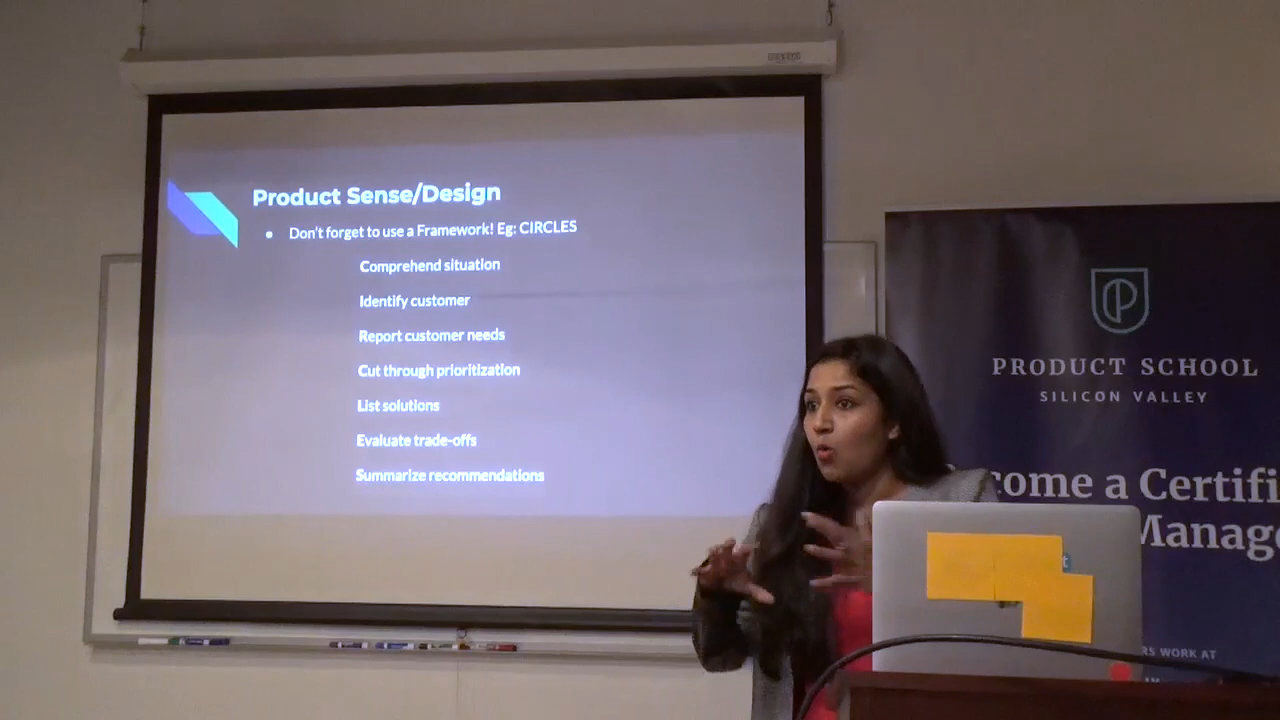 Product Sense/Design
● Don't forget to use a Framework! Eg: CIRCLES
Comprehend situation
Identify customer
Report customer needs
Cut through prioritization
List solutions
Evaluate trade-offs
Summarize recommendations
PRODUCT SCHOOL
SILICON VALLEY
come a Certifi
Manage
RS WORK AT